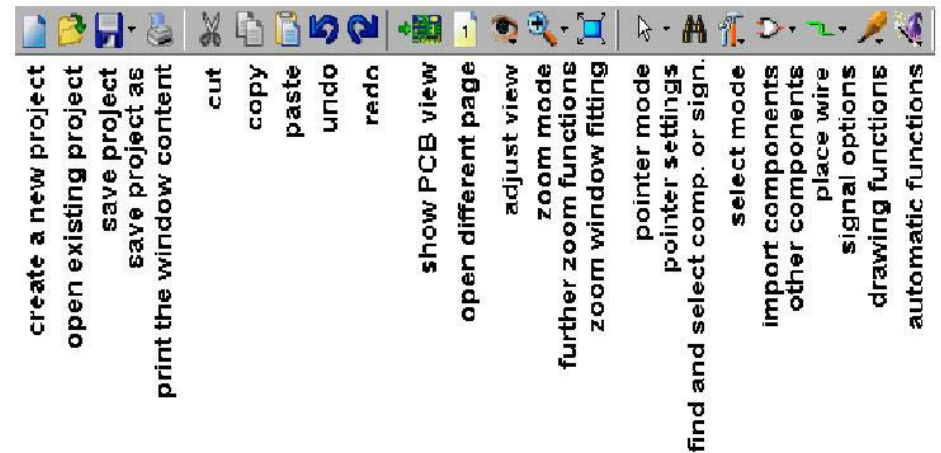 1
create a new project
open existing project
save project
save project as
print the window content
cut
copy
paste
undo
redo
show PCB view
open different page
adjust view
zoom mode
further zoom functions
zoom window fitting
pointer mode
pointer settings
find and select comp. or sign.
select mode
import components
other components
place wire
signal options
drawing functions
automatic functions